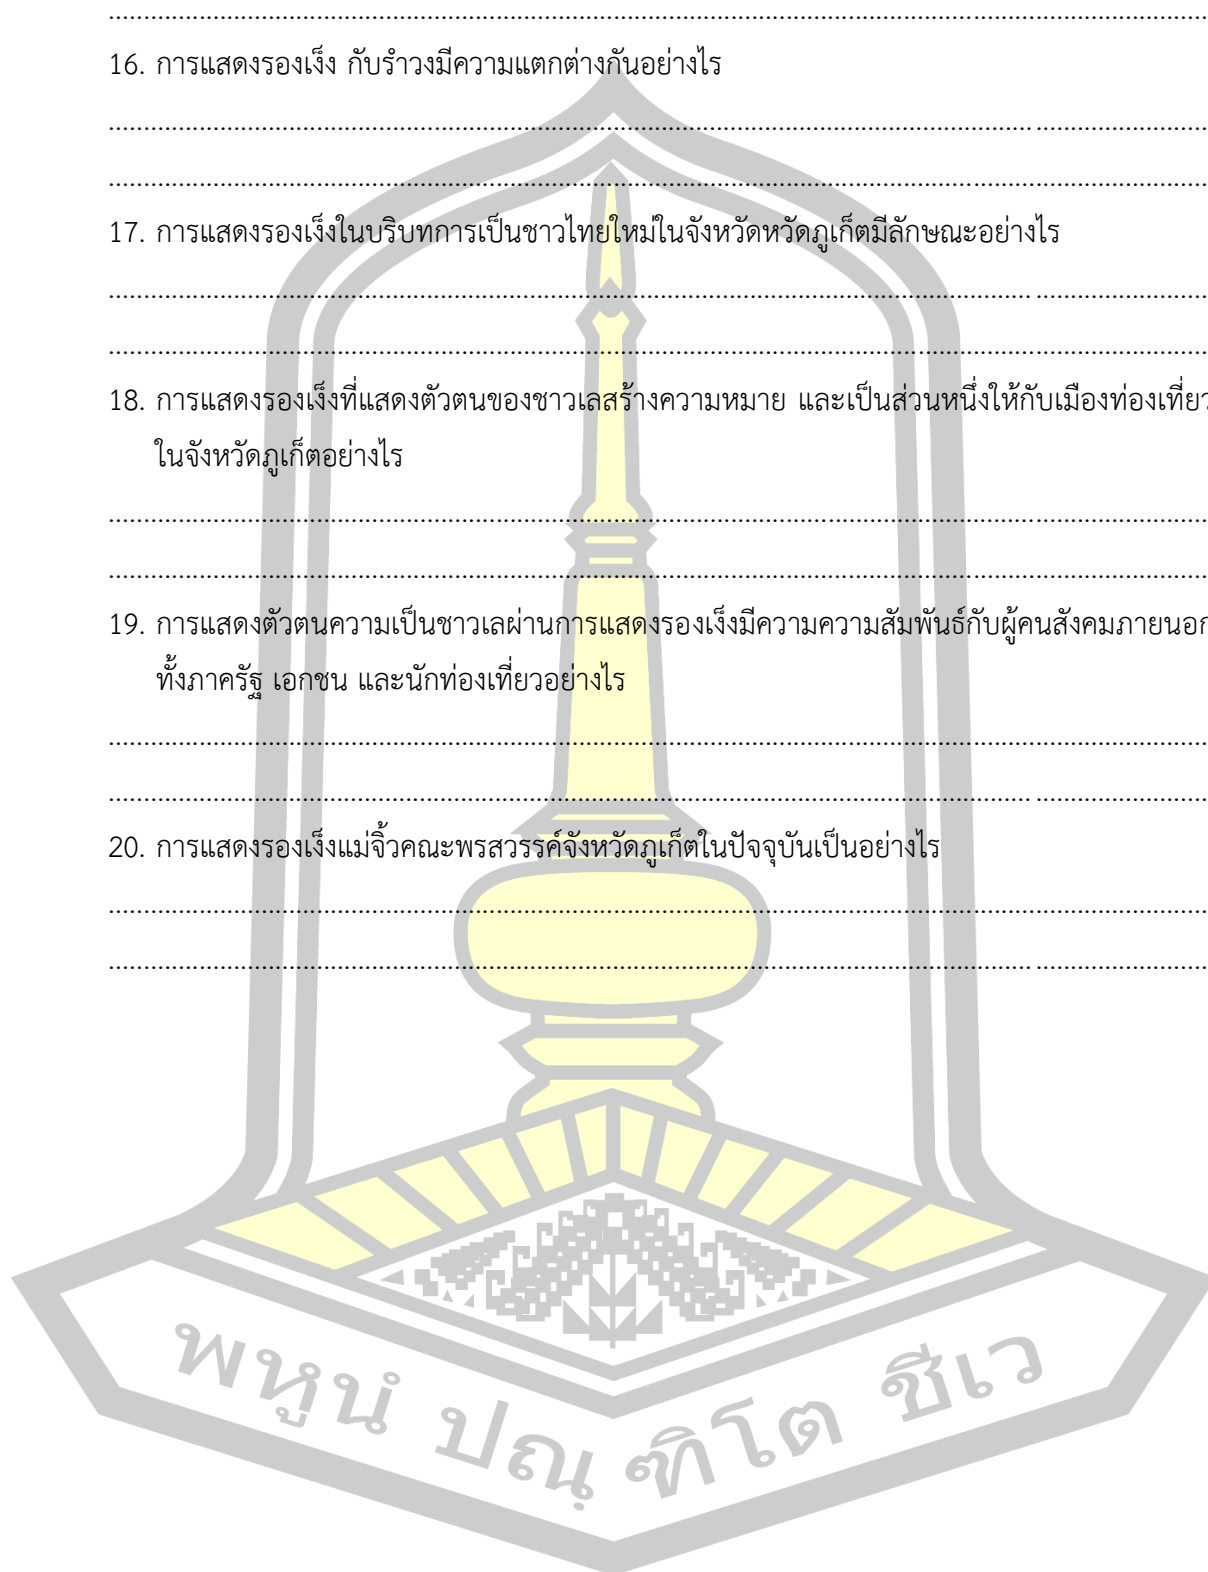 ................................................................................................................................................................
16. การแสดงรองเง็ง กับรำวงมีความแตกต่างกันอย่างไร
................................................................................................................................................................
................................................................................................................................................................
17. การแสดงรองเง็งในบริบทการเป็นชาวไทยใหม่ในจังหวัดหวัดภูเก็ตมีลักษณะอย่างไร
................................................................................................................................................................
................................................................................................................................................................
18. การแสดงรองเง็งที่แสดงตัวตนของชาวเลสร้างความหมาย และเป็นส่วนหนึ่งให้กับเมืองท่องเที่ยว
ในจังหวัดภูเก็ตอย่างไร
................................................................................................................................................................
................................................................................................................................................................
19. การแสดงตัวตนความเป็นชาวเลผ่านการแสดงรองเง็งมีความความสัมพันธ์กับผู้คนสังคมภายนอก
ทั้งภาครัฐ เอกชน และนักท่องเที่ยวอย่างไร
................................................................................................................................................................
................................................................................................................................................................
20. การแสดงรองเง็งแม่จิ้วคณะพรสวรรค์จังหวัดภูเก็ตในปัจจุบันเป็นอย่างไร
................................................................................................................................................................
................................................................................................................................................................
พหูนํ ปณฺฑิโต ชีเว